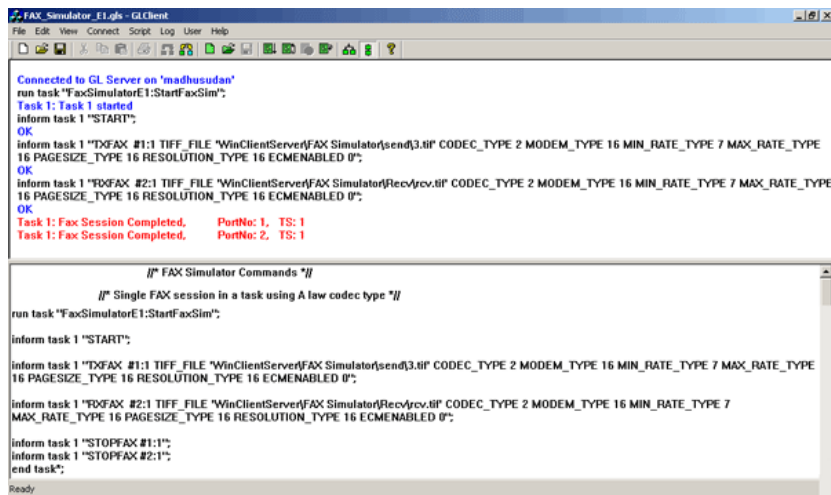 FAX_Simulator_E1.gls - GLClient
File Edit View Connect Script Log User Help
Connected to GL Server on 'madhusudan'
run task "FaxSimulatorE1:StartFaxSim";
Task 1: Task 1 started
inform task 1 "START";
OK
inform task 1 "TXFAX #1:1 TIFF_FILE 'WinClientServer\FAX Simulator\send\3.tif' CODEC_TYPE 2 MODEM_TYPE 16 MIN_RATE_TYPE 7 MAX_RATE_TYPE
16 PAGESIZE_TYPE 16 RESOLUTION_TYPE 16 ECMENABLED 0";
OK
inform task 1 "RXFAX #2:1 TIFF_FILE 'WinClientServer\FAX Simulator\Recv\rcv.tif' CODEC_TYPE 2 MODEM_TYPE 16 MIN_RATE_TYPE 7 MAX_RATE_TYPE
16 PAGESIZE_TYPE 16 RESOLUTION_TYPE 16 ECMENABLED 0";
OK
Task 1: Fax Session Completed, PortNo: 1, TS: 1
Task 1: Fax Session Completed, PortNo: 2, TS: 1
//* FAX Simulator Commands *//
//* Single FAX session in a task using A law codec type *//
run task "FaxSimulatorE1:StartFaxSim";
inform task 1 "START";
inform task 1 "TXFAX #1:1 TIFF_FILE 'WinClientServer\FAX Simulator\send\3.tif' CODEC_TYPE 2 MODEM_TYPE 16 MIN_RATE_TYPE 7 MAX_RATE_TYPE
16 PAGESIZE_TYPE 16 RESOLUTION_TYPE 16 ECMENABLED 0";
inform task 1 "RXFAX #2:1 TIFF_FILE 'WinClientServer\FAX Simulator\Recv\rcv.tif' CODEC_TYPE 2 MODEM_TYPE 16 MIN_RATE_TYPE 7
MAX_RATE_TYPE 16 PAGESIZE_TYPE 16 RESOLUTION_TYPE 16 ECMENABLED 0";
inform task 1 "STOPFAX #1:1";
inform task 1 "STOPFAX #2:1";
end task*;
Ready